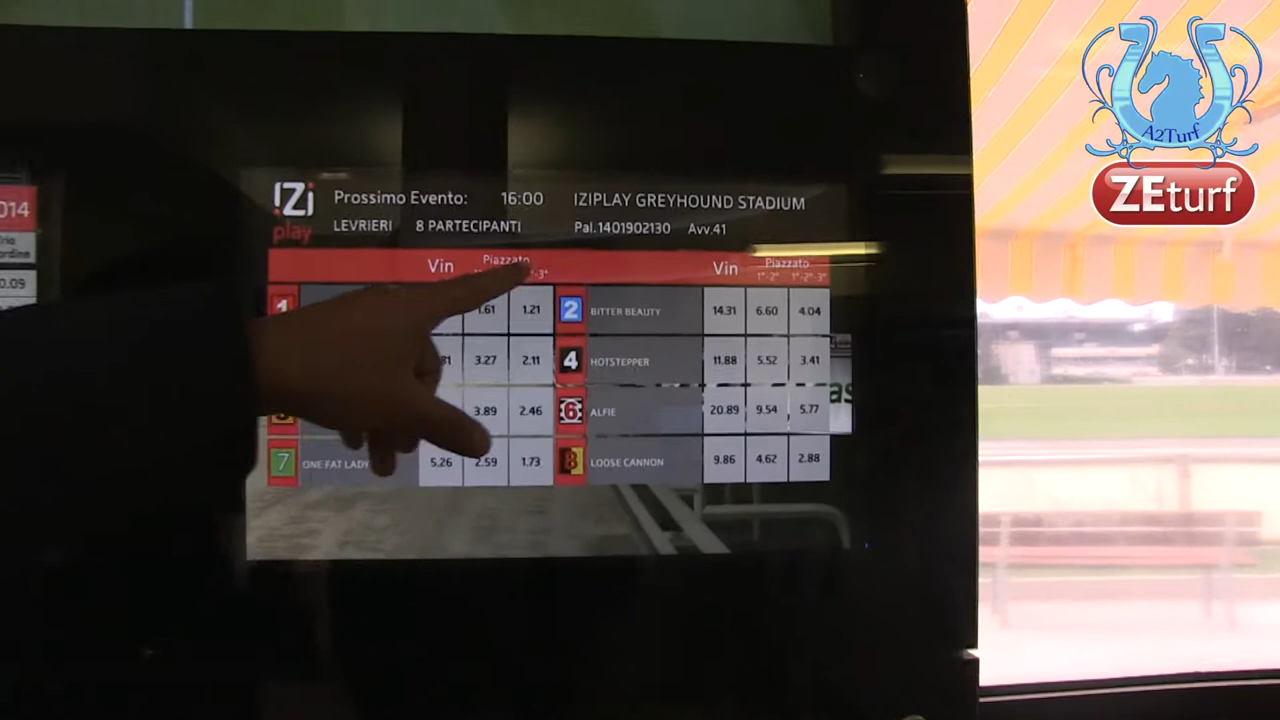 A2Turf
ZEturf
014
0.09
IZi play
Prossimo Evento: 16:00 IZIPLAY GREYHOUND STADIUM
LEVRIERI 8 PARTECIPANTI Pal.1401902130 Avv.41
Vin Piazzato Vin Piazzato
1°-2° 1°-2°-3°
1 1.61 1.21 2 BITTER BEAUTY 14.31 6.60 4.04
3.27 2.11 4 HOTSTEPPER 11.88 5.52 3.41
3.89 2.46 6 ALFIE 20.89 9.54 5.77
7 ONE FAT LADY 5.26 2.59 1.73 8 LOOSE CANNON 9.86 4.62 2.88